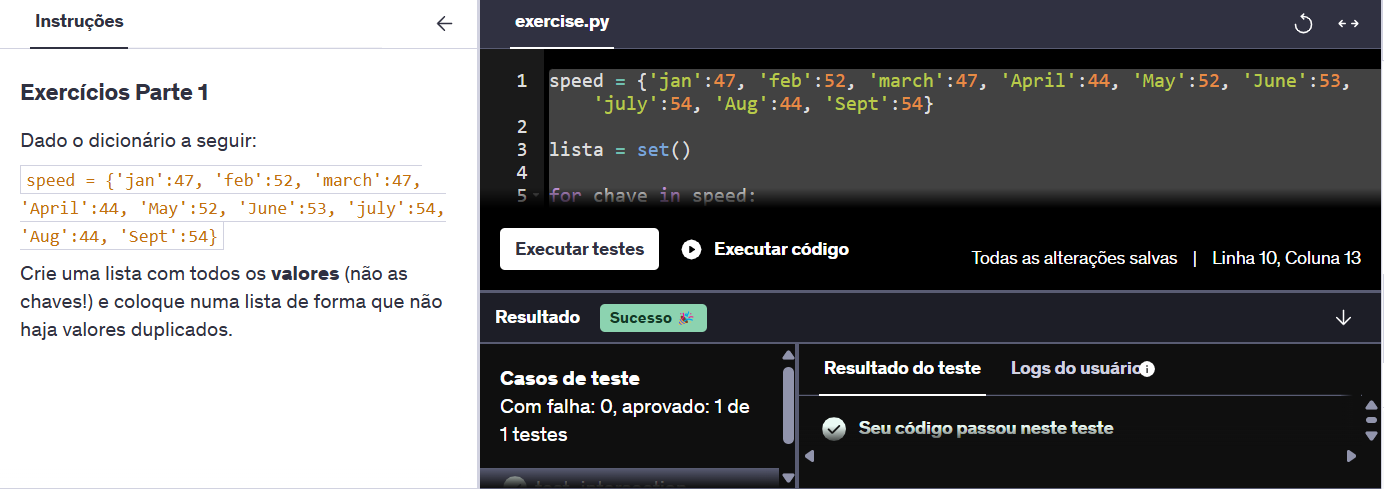 Instruções
Exercícios Parte 1
Dado o dicionário a seguir:
speed = {'jan':47, 'feb':52, 'march':47,
'April':44, 'May':52, 'June':53, 'july':54,
'Aug':44, 'Sept':54}
Crie uma lista com todos os valores (não as
chaves!) e coloque numa lista de forma que não
haja valores duplicados.
exercise.py
1 speed = {'jan':47, 'feb':52, 'march':47, 'April':44, 'May':52, 'June':53,
'july':54, 'Aug':44, 'Sept':54}
2
3 lista = set()
4
5 for chave in speed:
Executar testes
Executar código
Todas as alterações salvas | Linha 10, Coluna 13
Resultado
Sucesso 🎉
Casos de teste
Com falha: 0, aprovado: 1 de
1 testes
Resultado do teste
Logs do usuário
Seu código passou neste teste